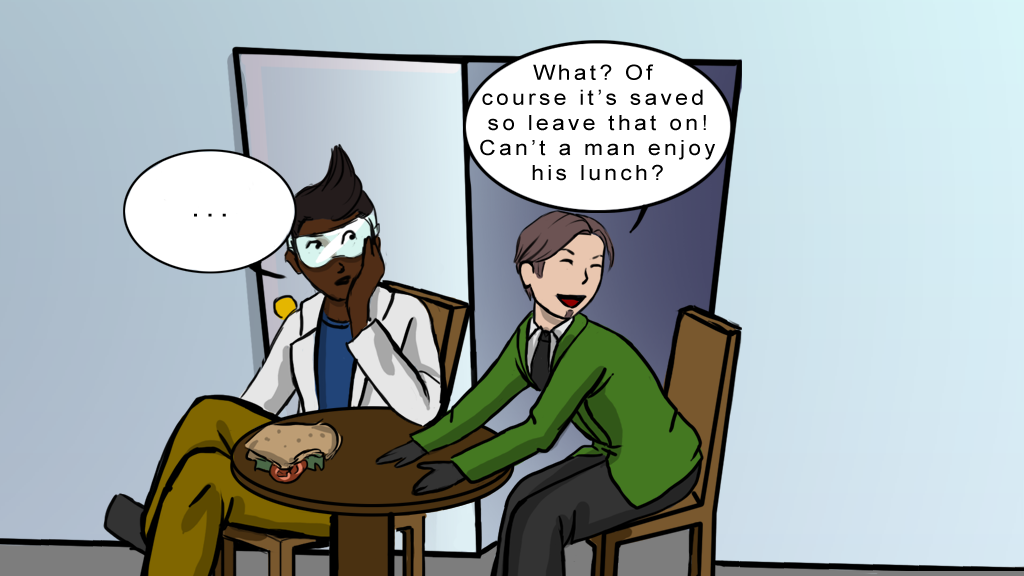 ...
What? Of
course it's saved
so leave that on!
Can't a man enjoy
his lunch?